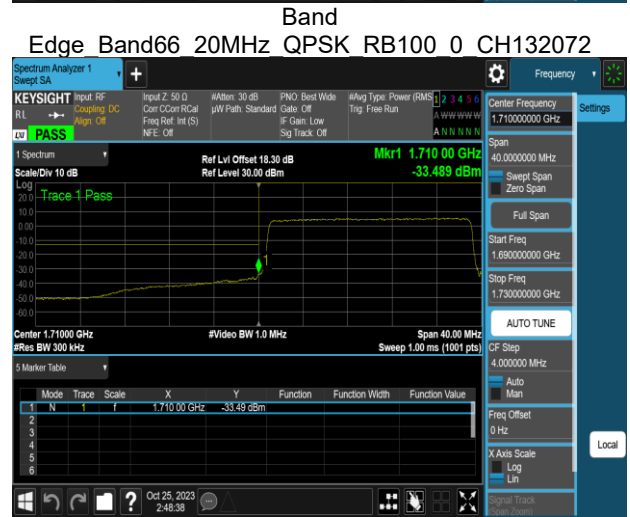 Band
Edge_Band66_20MHz_QPSK_RB100_0_CH132072
Spectrum Analyzer 1
Swept SA
+
Frequency
KEYSIGHT Input: RF
RL
Coupling: DC
Align: Off
LXI PASS
Input Z: 50 Ω
Corr CCorr RCal
Freq Ref: Int (S)
NFE: Off
#Atten: 30 dB
µW Path: Standard
PNO: Best Wide
Gate: Off
IF Gain: Low
Sig Track: Off
#Avg Type: Power (RMS
Trig: Free Run
1 2 3 4 5 6
A W W W W W
A N N N N N
1 Spectrum
Scale/Div 10 dB
Ref Lvl Offset 18.30 dB
Ref Level 30.00 dBm
Mkr1 1.710 00 GHz
-33.489 dBm
Log
Trace 1 Pass
20.0
10.0
0.00
-10.0
-20.0
-30.0
-40.0
-50.0
-60.0
1
Center 1.71000 GHz
#Res BW 300 kHz
#Video BW 1.0 MHz
Span 40.00 MHz
Sweep 1.00 ms (1001 pts)
5 Marker Table
Mode Trace Scale X Y Function Function Width Function Value
1 N 1 f 1.710 00 GHz -33.49 dBm
2
3
4
5
6
Center Frequency
1.710000000 GHz
Settings
Span
40.0000000 MHz
Swept Span
Zero Span
Full Span
Start Freq
1.690000000 GHz
Stop Freq
1.730000000 GHz
AUTO TUNE
CF Step
4.000000 MHz
Auto
Man
Freq Offset
0 Hz
X Axis Scale
Log
Lin
Local
Signal Track
(Span Zoom)
?
Oct 25, 2023
2:48:38